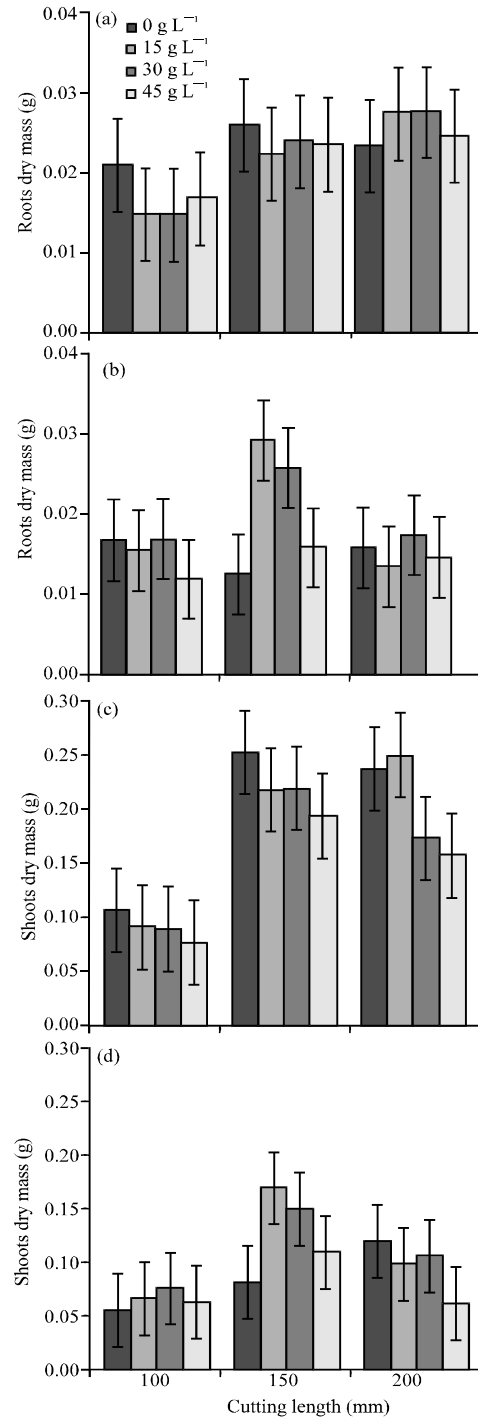 (a)
0 g L⁻¹
15 g L⁻¹
30 g L⁻¹
45 g L⁻¹
Roots dry mass (g)
0.04
0.03
0.02
0.01
0.00
(b)
Roots dry mass (g)
0.04
0.03
0.02
0.01
0.00
(c)
Shoots dry mass (g)
0.30
0.25
0.20
0.15
0.10
0.05
0.00
(d)
Shoots dry mass (g)
0.30
0.25
0.20
0.15
0.10
0.05
0.00
100 150 200
Cutting length (mm)